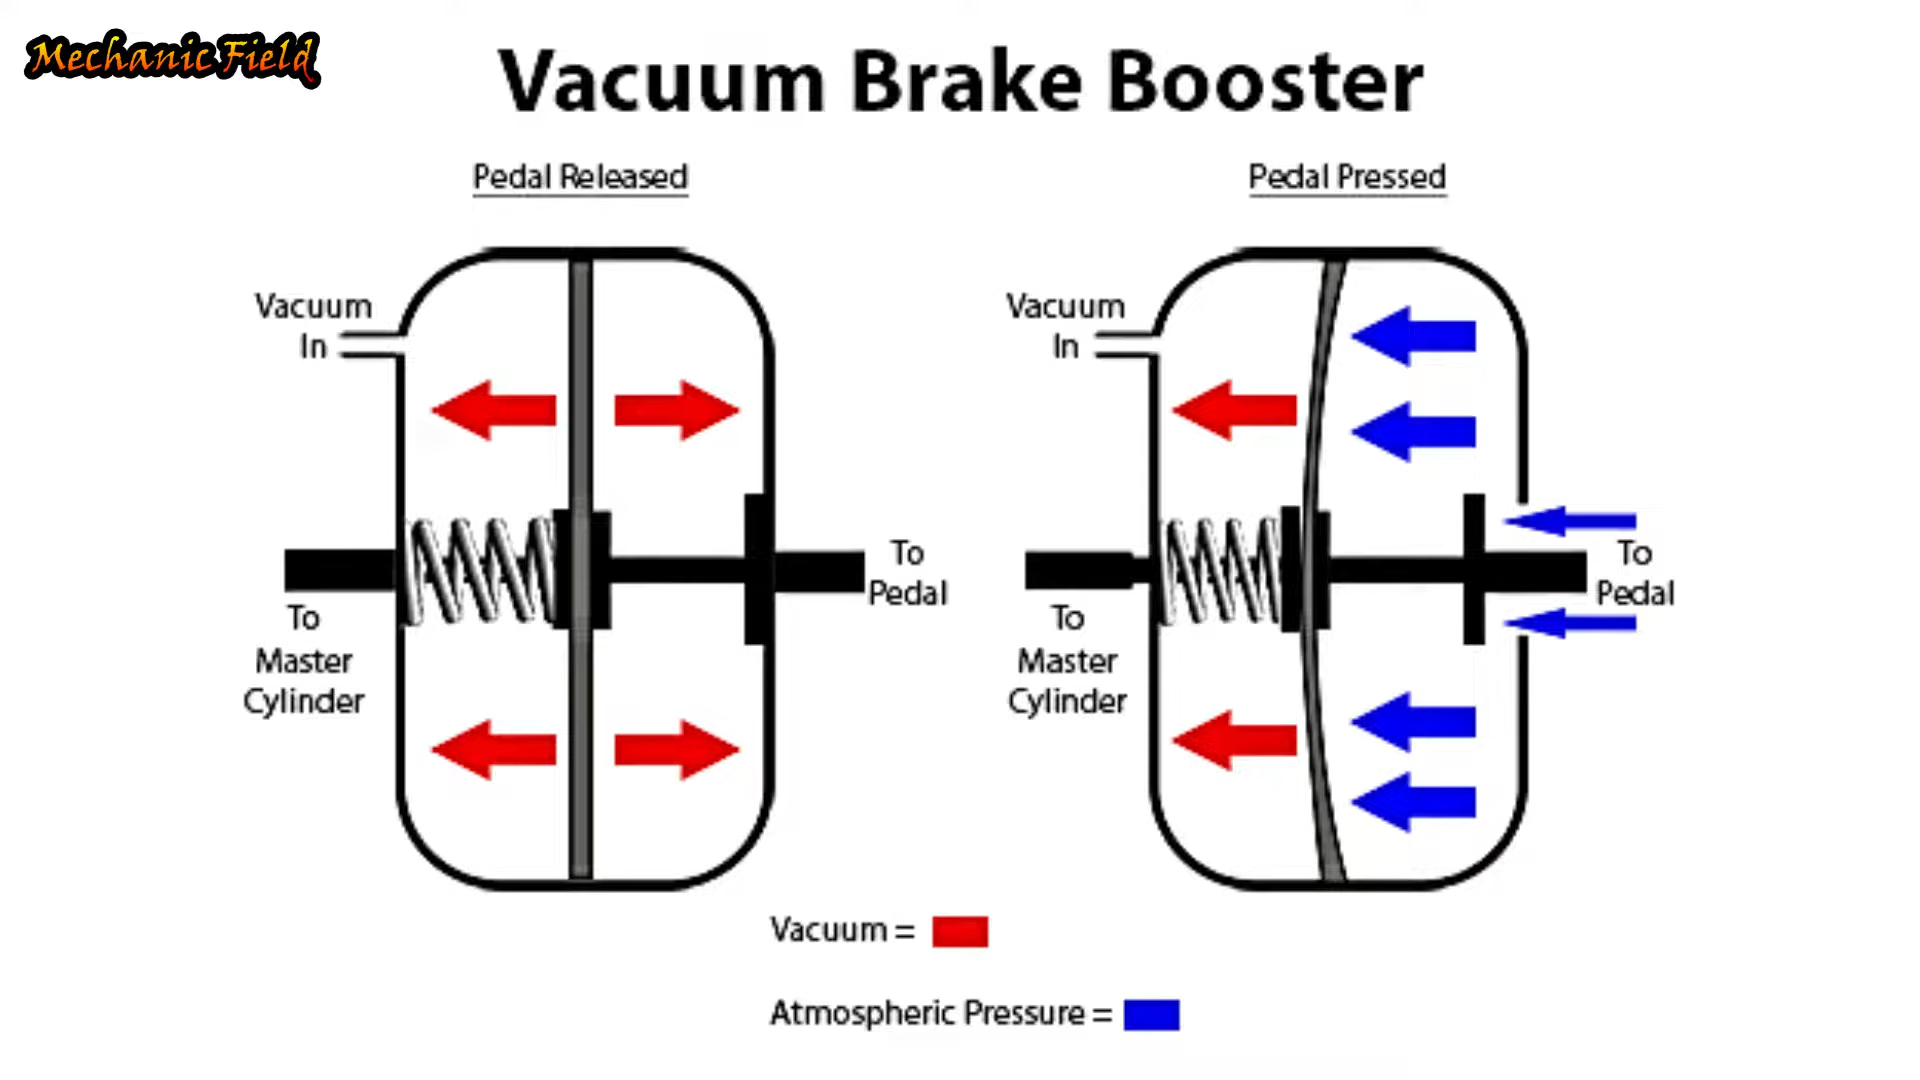 Mechanic Field
Vacuum Brake Booster
Pedal Released
Vacuum
In
To
Pedal
To
Master
Cylinder
Pedal Pressed
Vacuum
In
To
Pedal
To
Master
Cylinder
Vacuum =
Atmospheric Pressure =